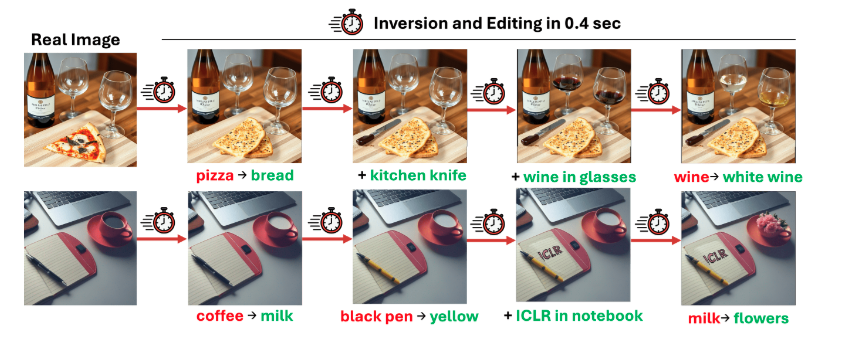 Inversion and Editing in 0.4 sec
Real Image
pizza → bread
+ kitchen knife
+ wine in glasses
wine→ white wine
ICLR
ICLR
coffee → milk
black pen → yellow
+ ICLR in notebook
milk→ flowers